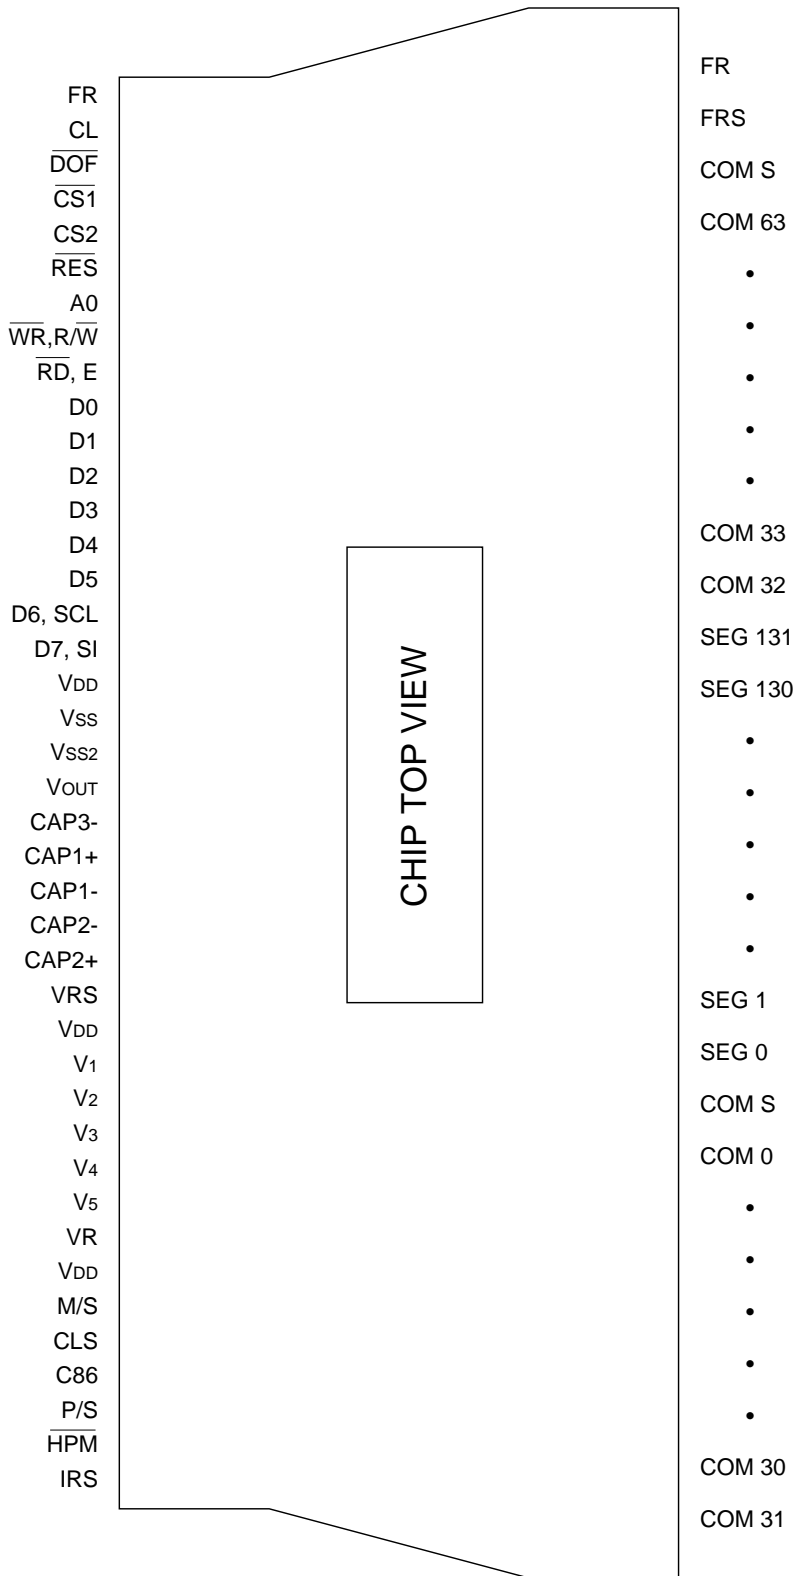 FR
CL
DOF
CS1
CS2
RES
A0
WR,R/W
RD, E
D0
D1
D2
D3
D4
D5
D6, SCL
D7, SI
VDD
VSS
VSS2
VOUT
CAP3-
CAP1+
CAP1-
CAP2-
CAP2+
VRS
VDD
V1
V2
V3
V4
V5
VR
VDD
M/S
CLS
C86
P/S
HPM
IRS
CHIP TOP VIEW
FR
FRS
COM S
COM 63
•
•
•
•
•
COM 33
COM 32
SEG 131
SEG 130
•
•
•
•
•
SEG 1
SEG 0
COM S
COM 0
•
•
•
•
•
COM 30
COM 31